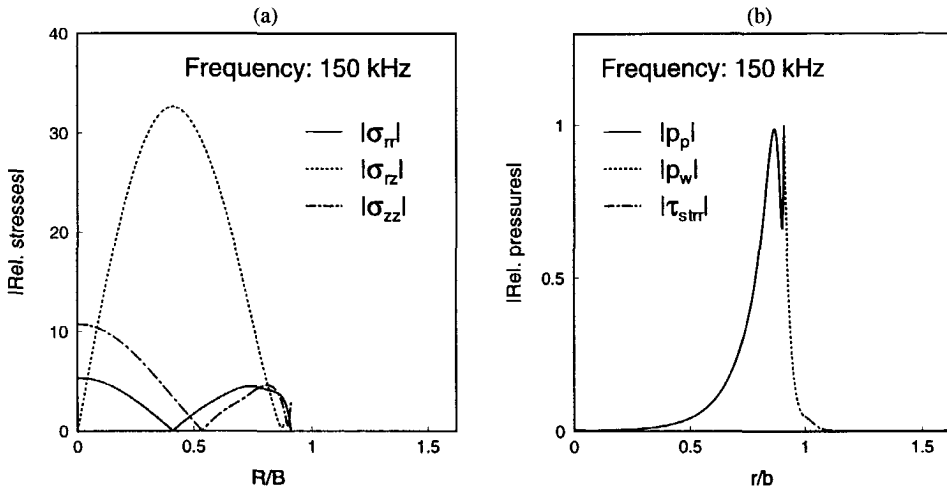 (a)
Frequency: 150 kHz
|σrr|
|σrz|
|σzz|
40
30
20
10
0
0
0.5
1
1.5
|Rel. stresses|
R/B
(b)
Frequency: 150 kHz
|pp|
|pw|
|τstrr|
1
0.5
0
0
0.5
1
1.5
|Rel. pressures|
r/b